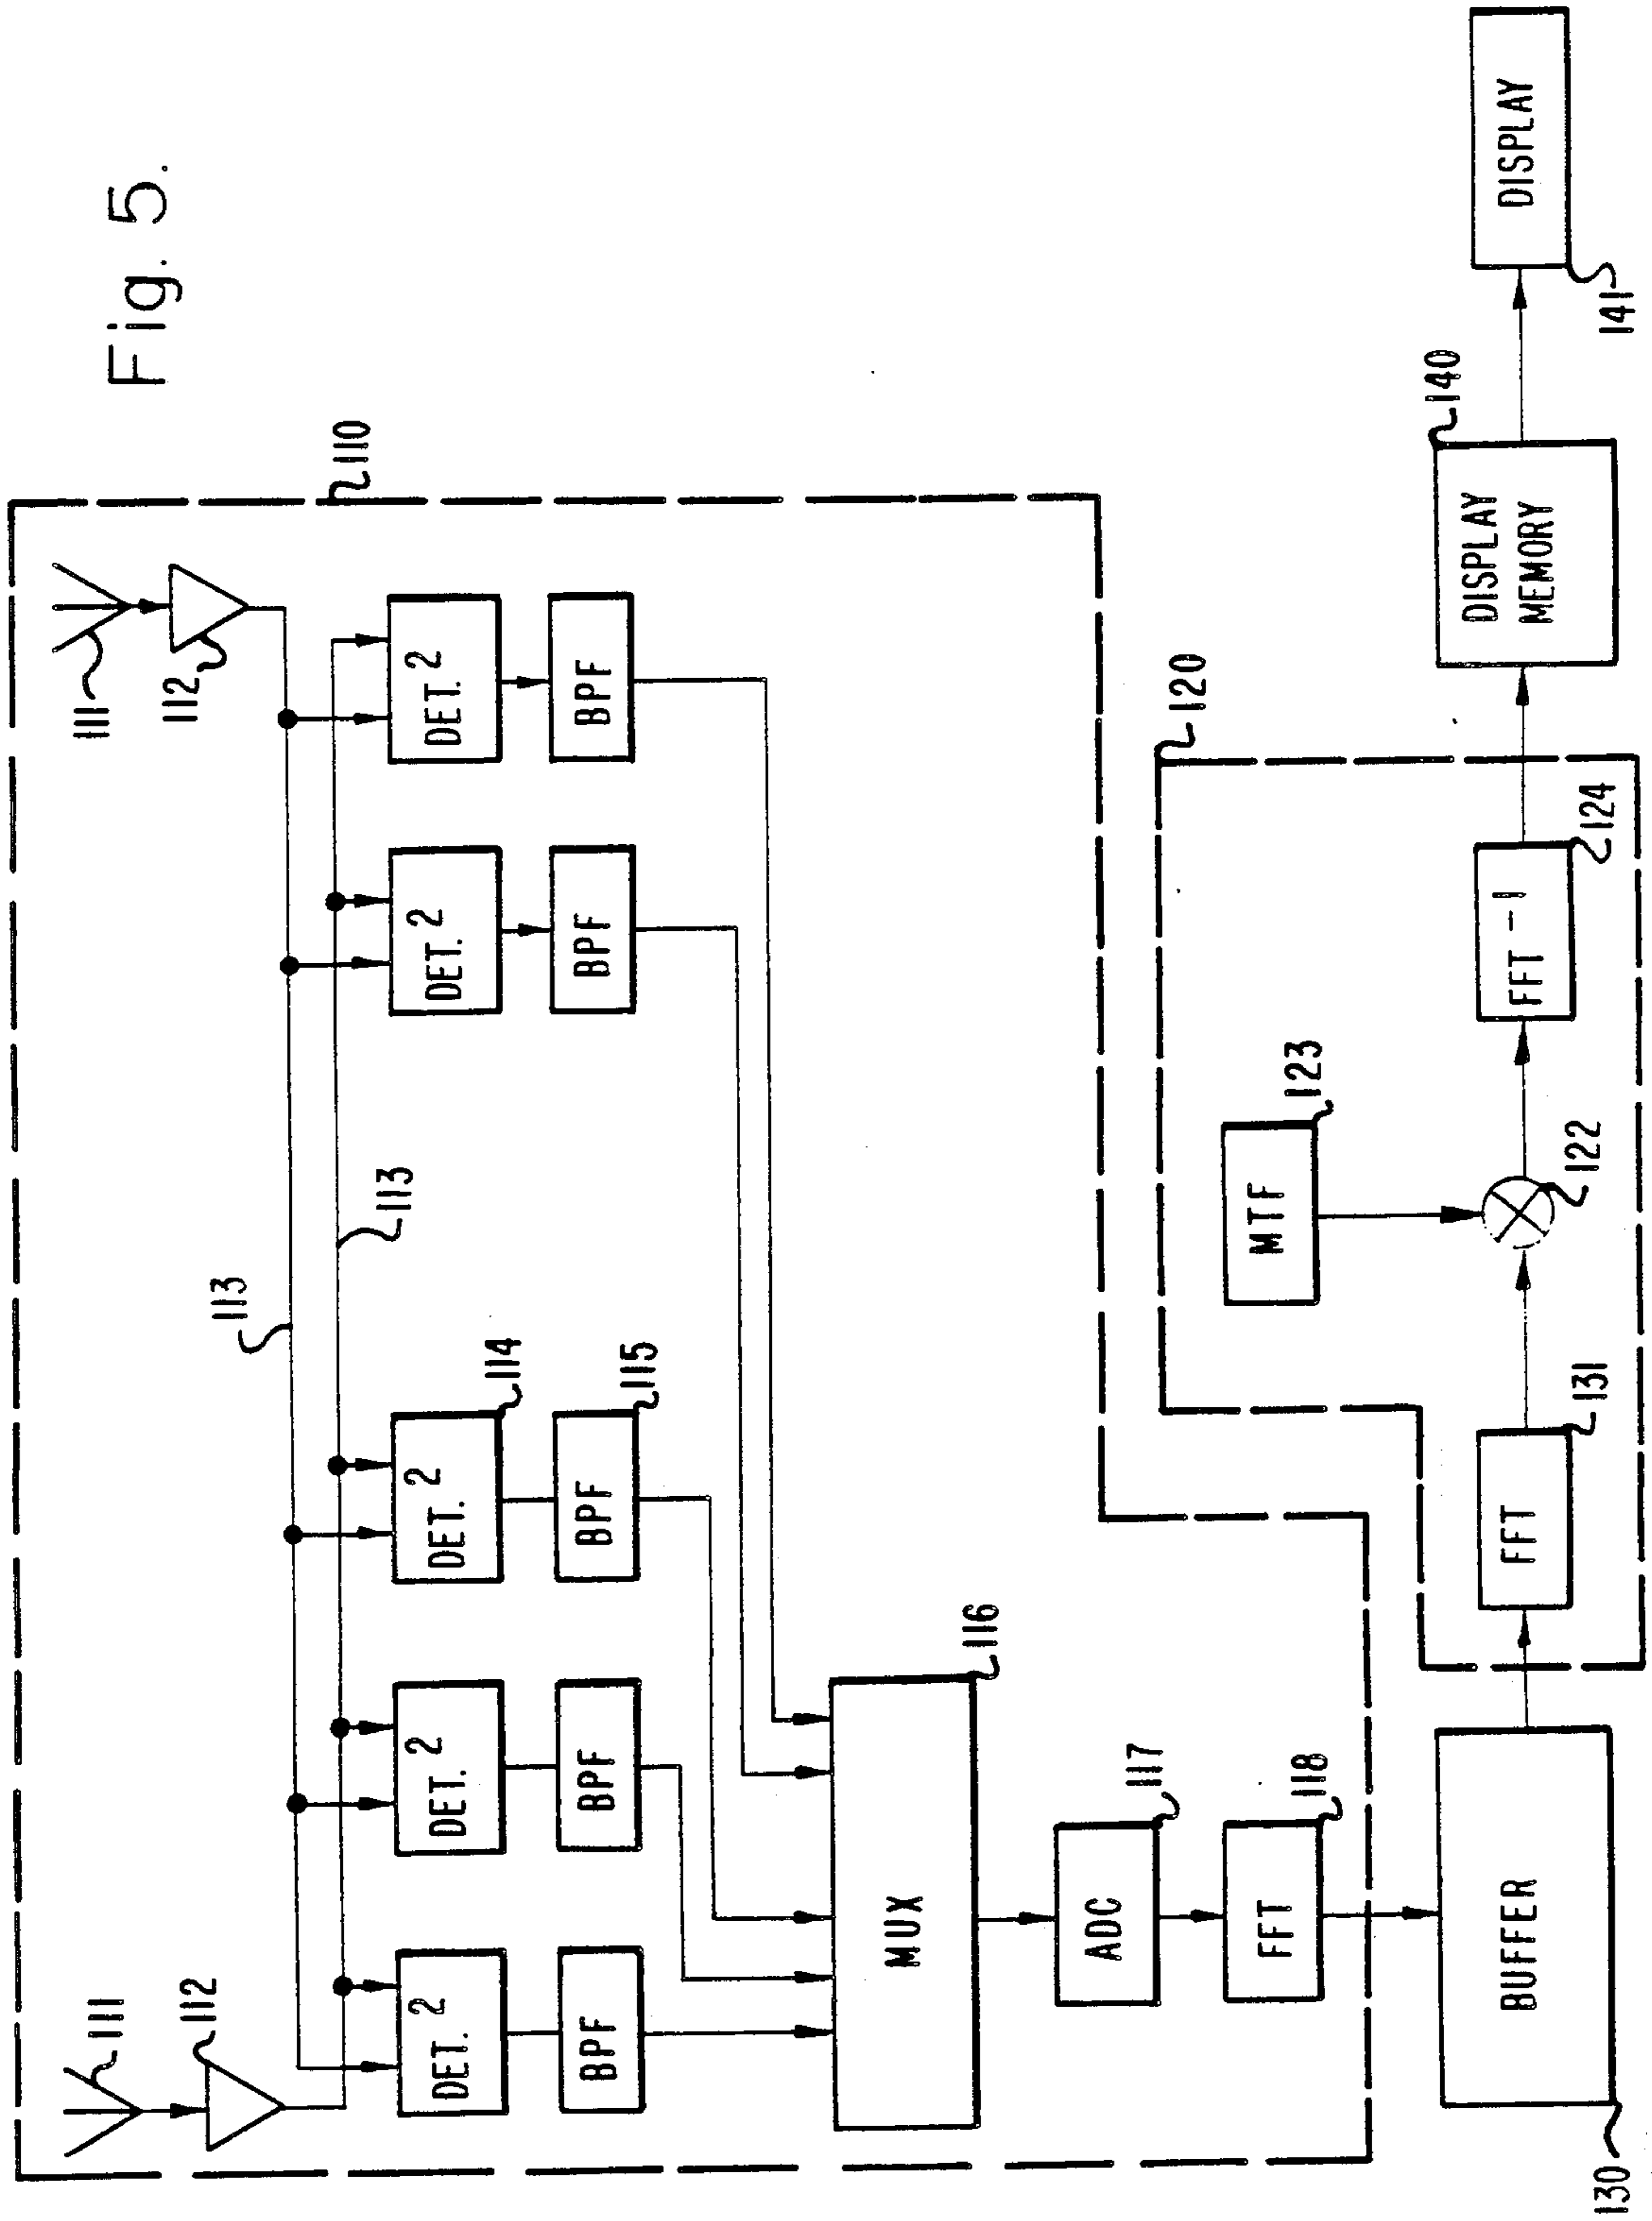 Fig. 5.
110
111
112
111
112
113
113
DET.²
DET.²
DET.²
114
DET.²
DET.²
BPF
BPF
BPF
115
BPF
BPF
MUX
116
ADC
117
FFT
118
BUFFER
130
120
FFT
131
MTF
123
122
FFT -1
124
DISPLAY
MEMORY
140
DISPLAY
141